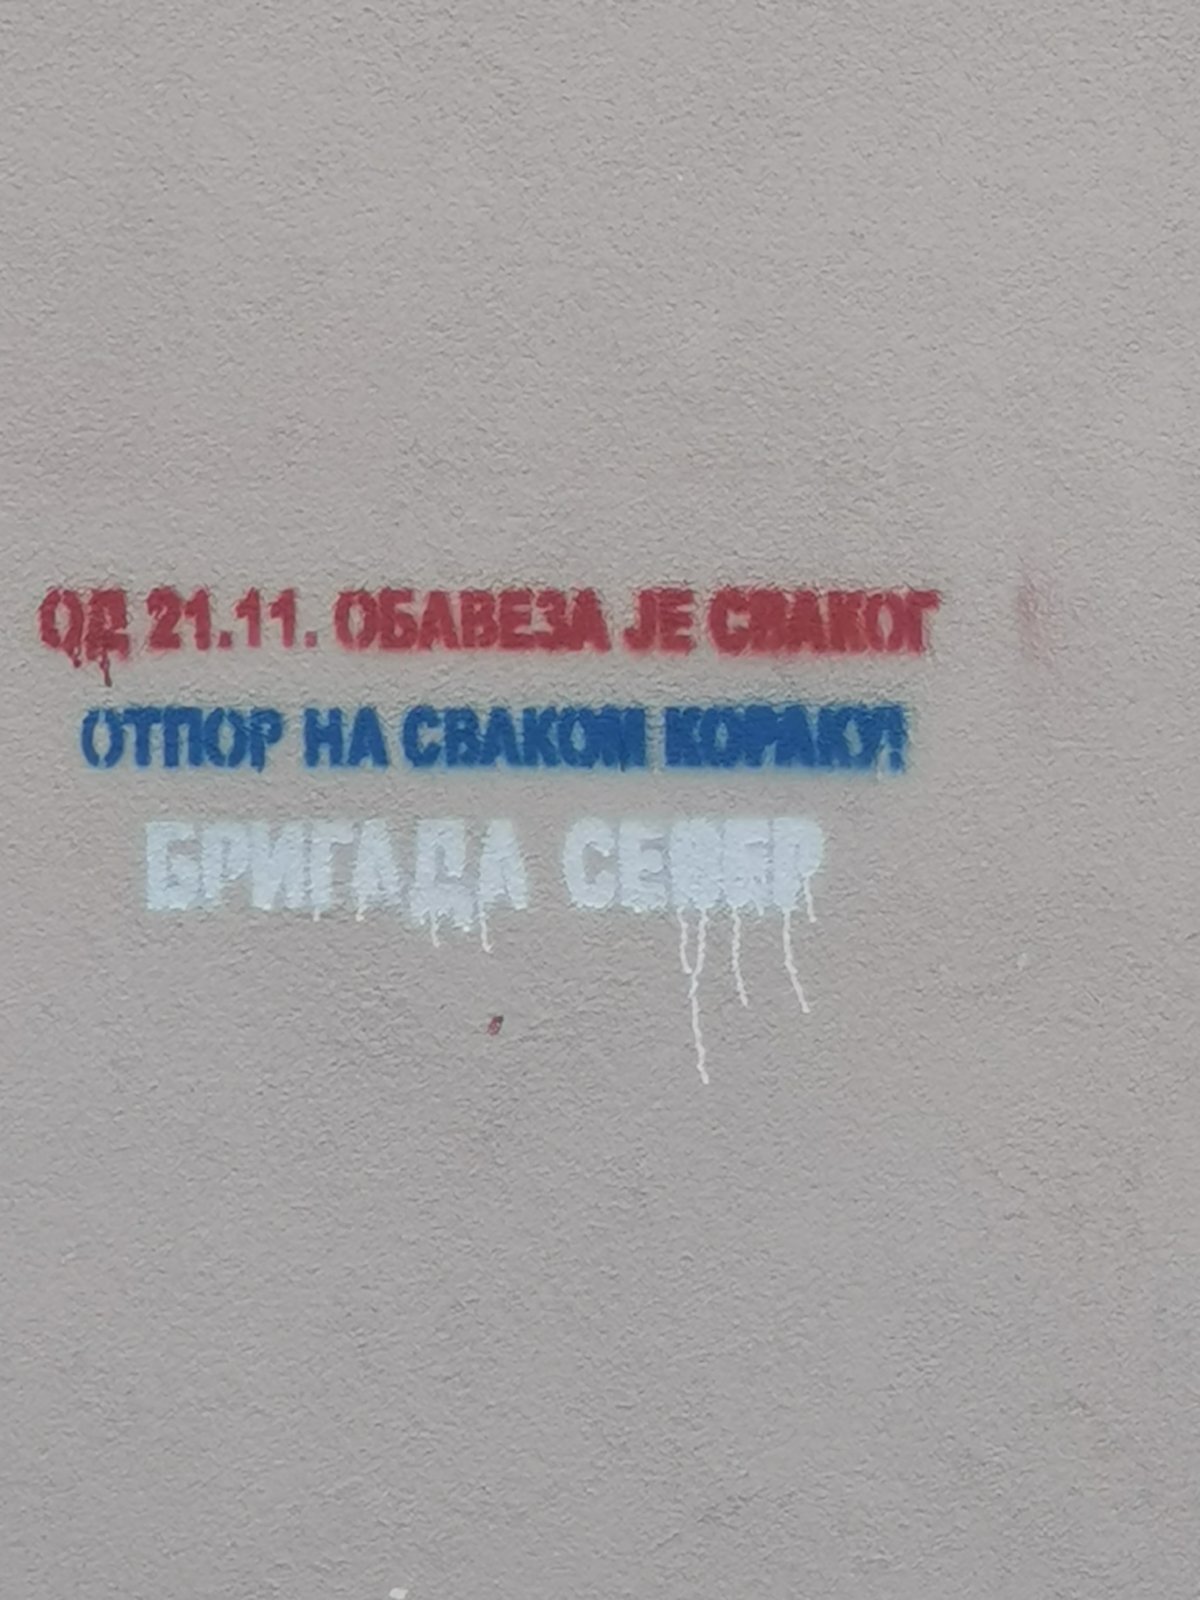 ОД 21.11. ОБАВЕЗА ЈЕ СВАКОГ
ОТПОР НА СВАКОМ КОРАКУ!
БРИГАДА СЕВЕР